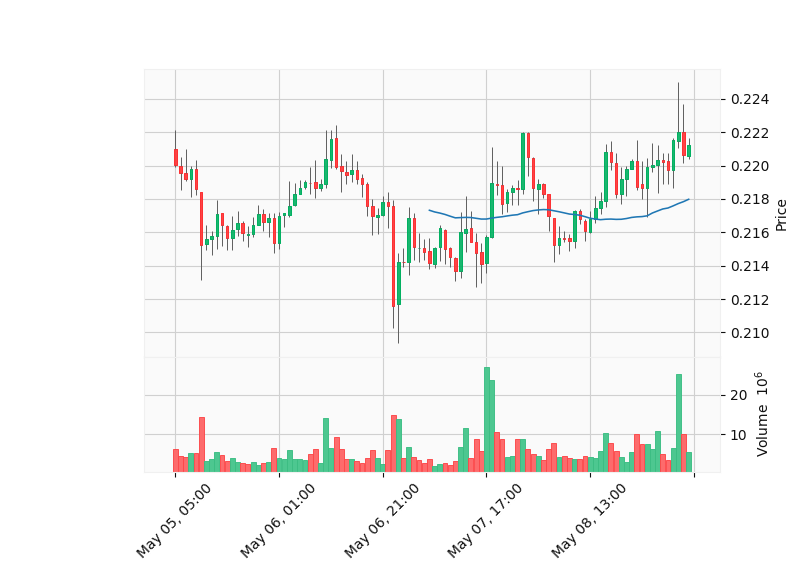 0.224
0.222
0.220
0.218
0.216
0.214
0.212
0.210
Price
20
10
Volume 10^6
May 05, 05:00
May 06, 01:00
May 06, 21:00
May 07, 17:00
May 08, 13:00